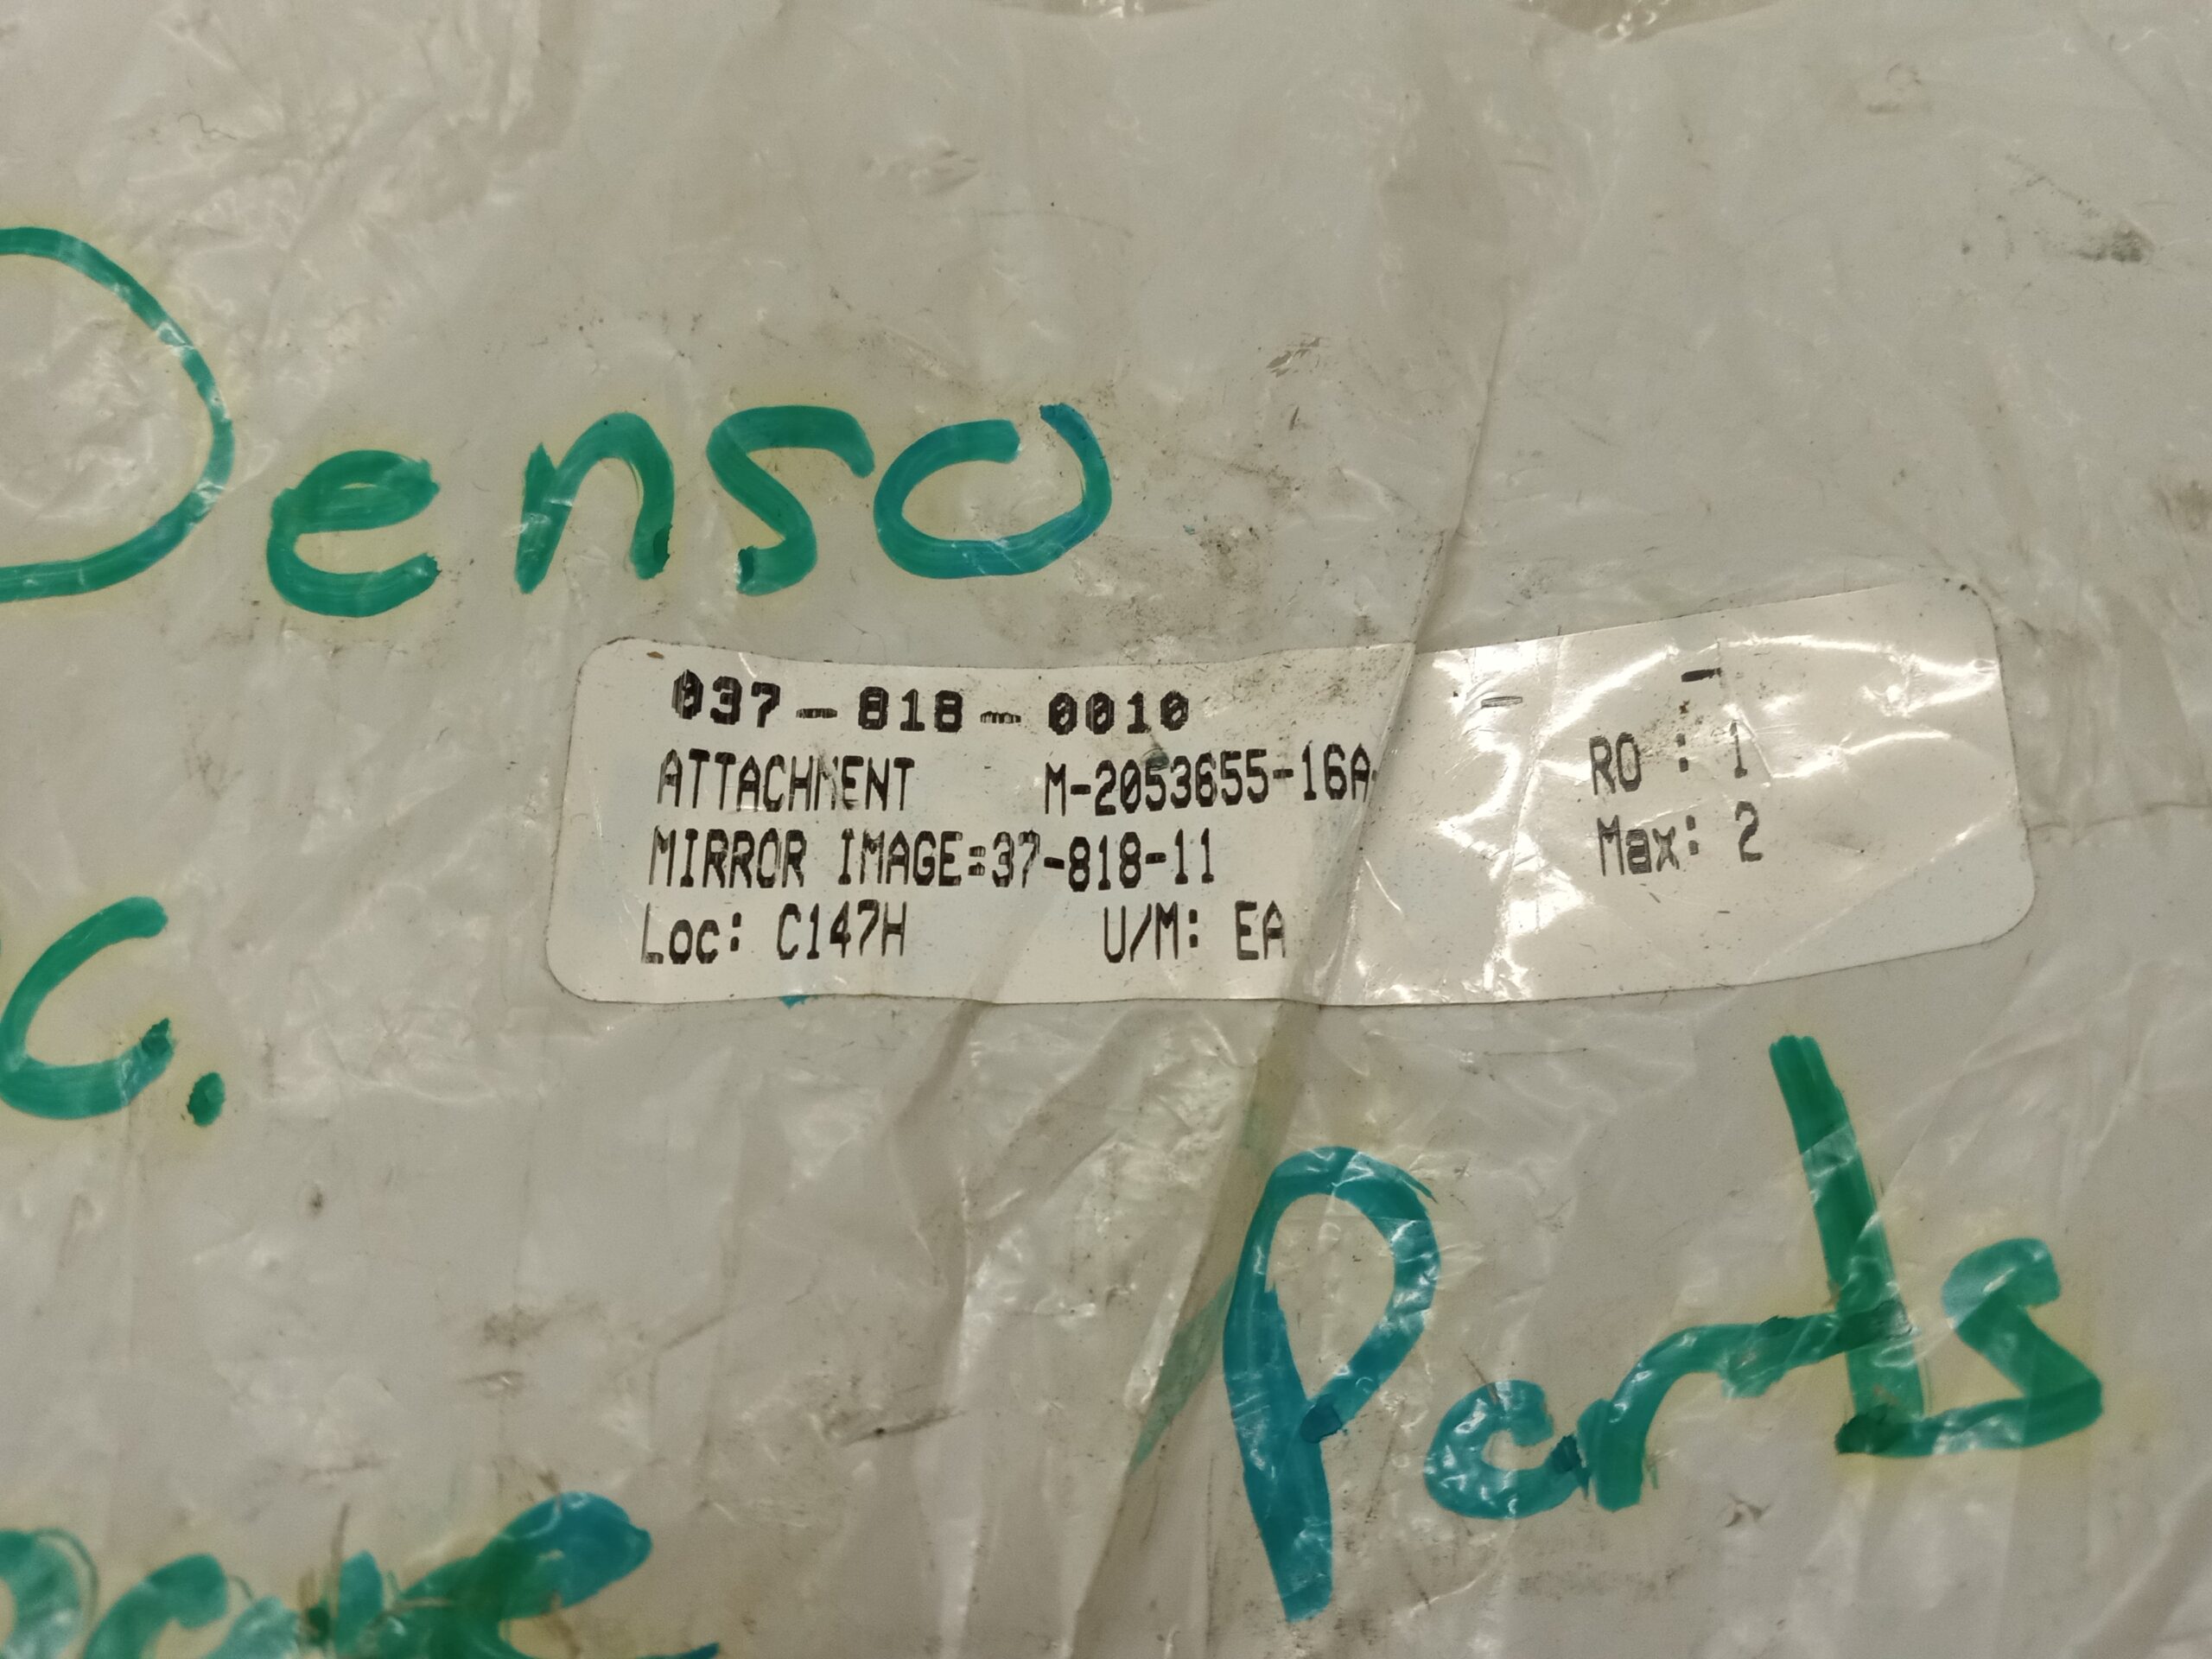 Denso
037-818-0010 - -
ATTACHMENT M-2053655-16A
RO : 1
MIRROR IMAGE=37-818-11
Max: 2
Loc: C147H U/M: EA
C.
Parts